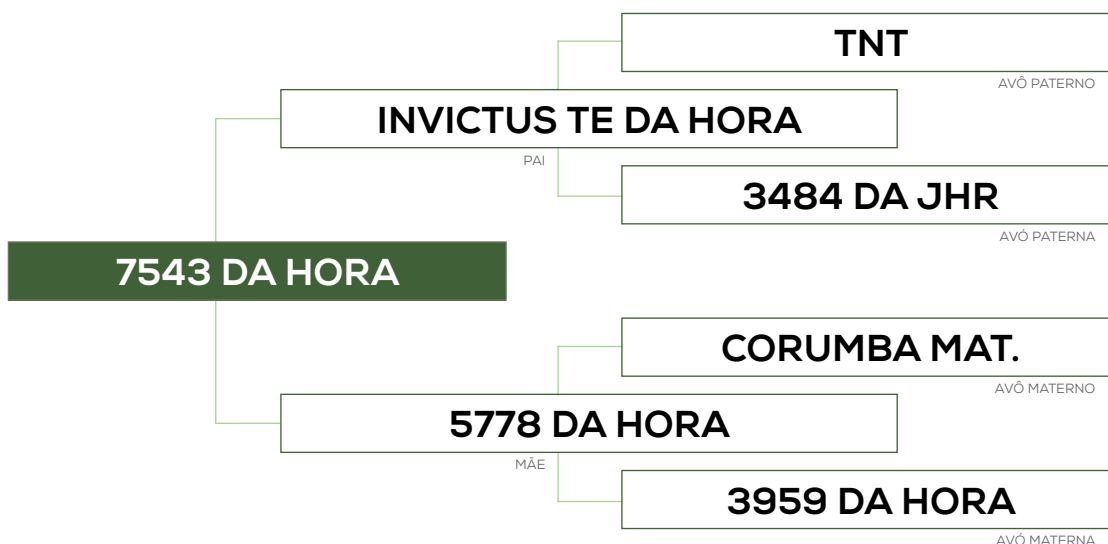 TNT
AVÔ PATERNO
INVICTUS TE DA HORA
PAI
3484 DA JHR
AVÓ PATERNA
7543 DA HORA
CORUMBA MAT.
AVÔ MATERNO
5778 DA HORA
MÃE
3959 DA HORA
AVÓ MATERNA